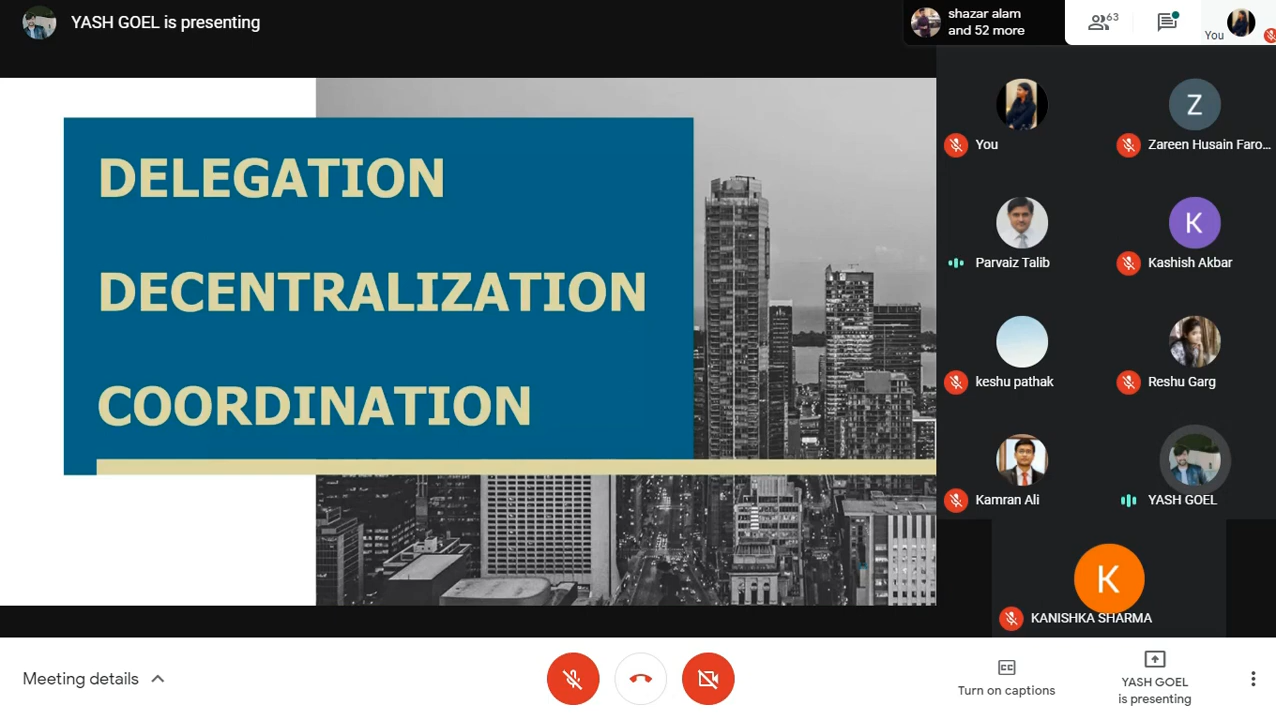 YASH GOEL is presenting
shazar alam
and 52 more
63
You
DELEGATION
DECENTRALIZATION
COORDINATION
You
Z
Zareen Husain Faro...
Parvaiz Talib
K
Kashish Akbar
keshu pathak
Reshu Garg
Kamran Ali
YASH GOEL
K
KANISHKA SHARMA
Meeting details
CC
Turn on captions
YASH GOEL
is presenting